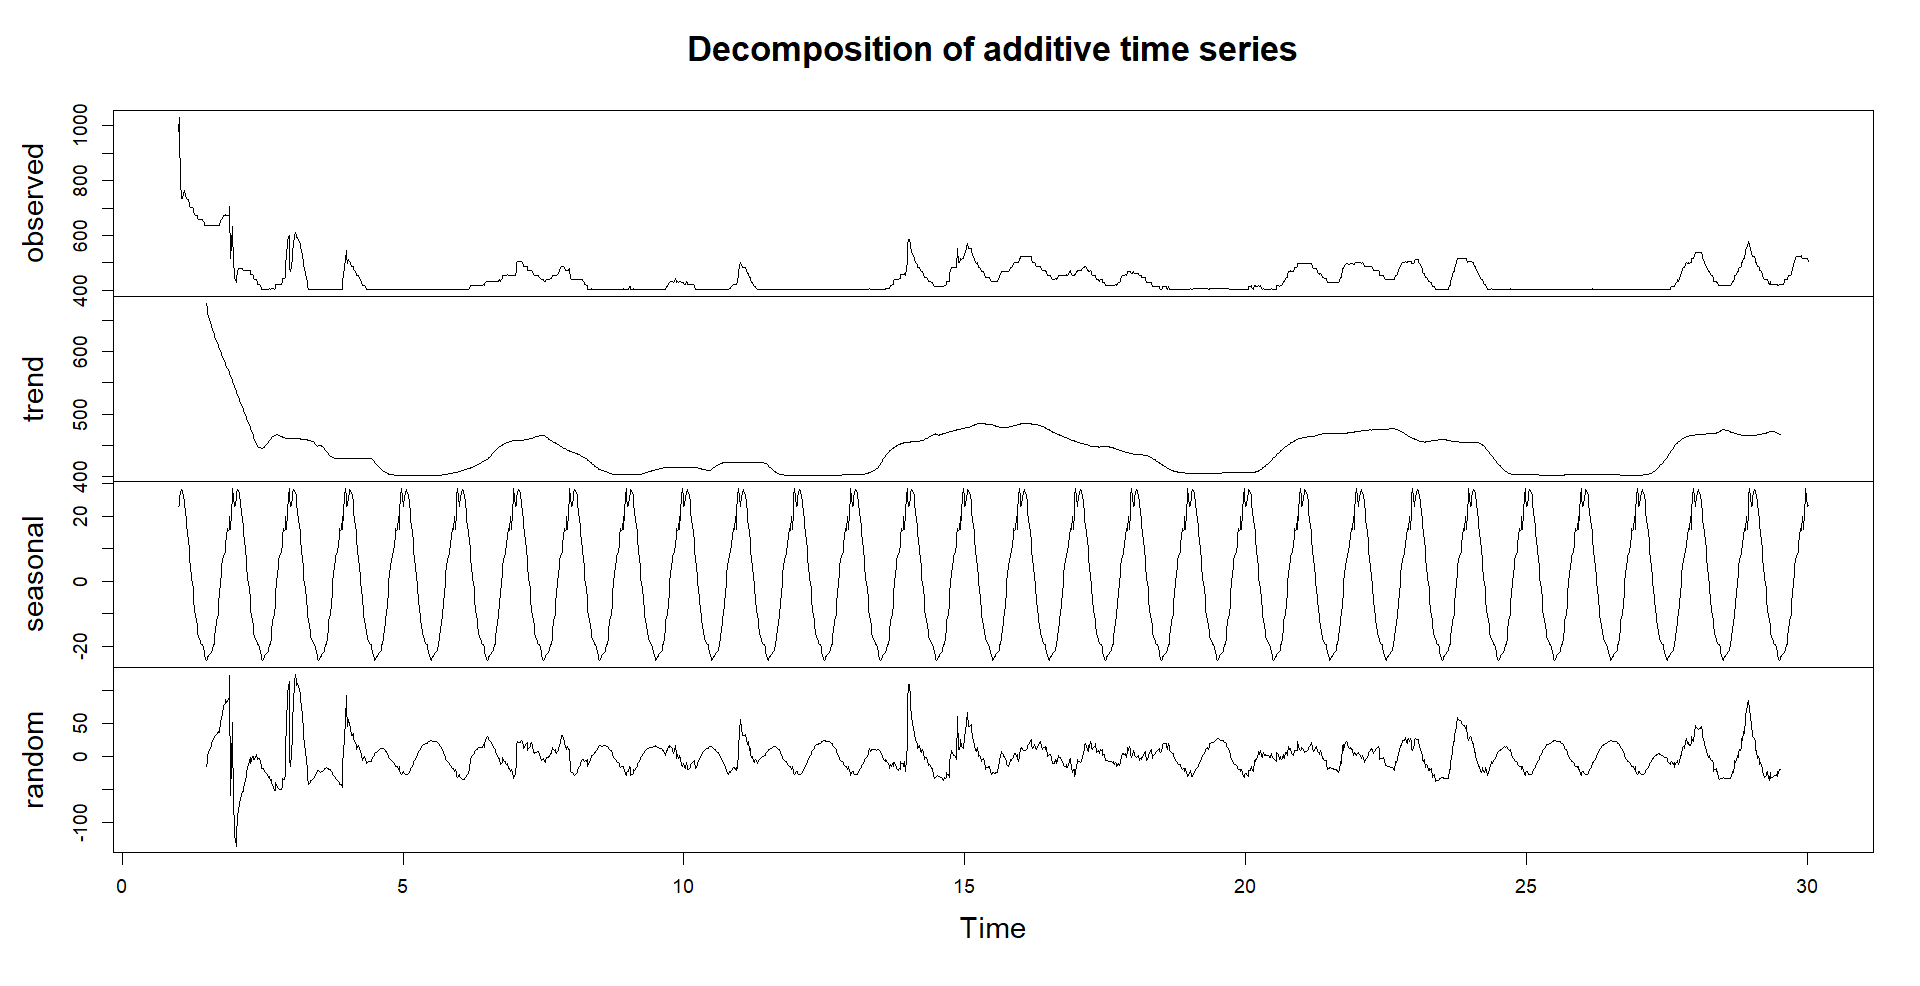 Decomposition of additive time series
observed
400 600 800 1000
trend
400 500 600
seasonal
-20 0 20 40
random
-100 0 50
0 5 10 15 20 25 30
Time